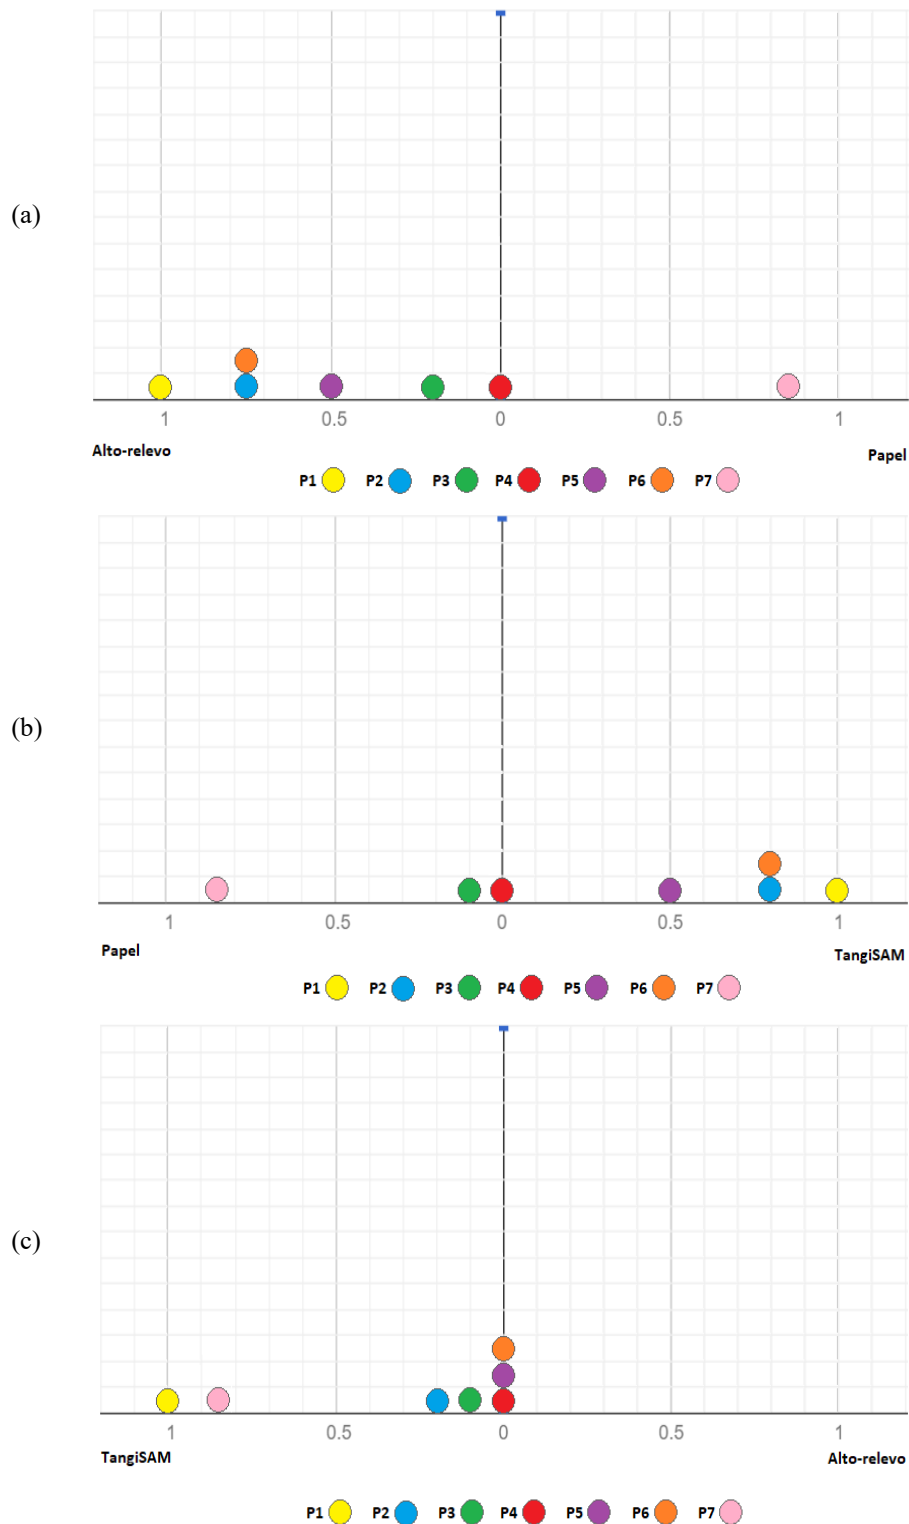 (a)
1 0.5 0 0.5 1
Alto-relevo Papel
P1 P2 P3 P4 P5 P6 P7
(b)
1 0.5 0 0.5 1
Papel TangiSAM
P1 P2 P3 P4 P5 P6 P7
(c)
1 0.5 0 0.5 1
TangiSAM Alto-relevo
P1 P2 P3 P4 P5 P6 P7